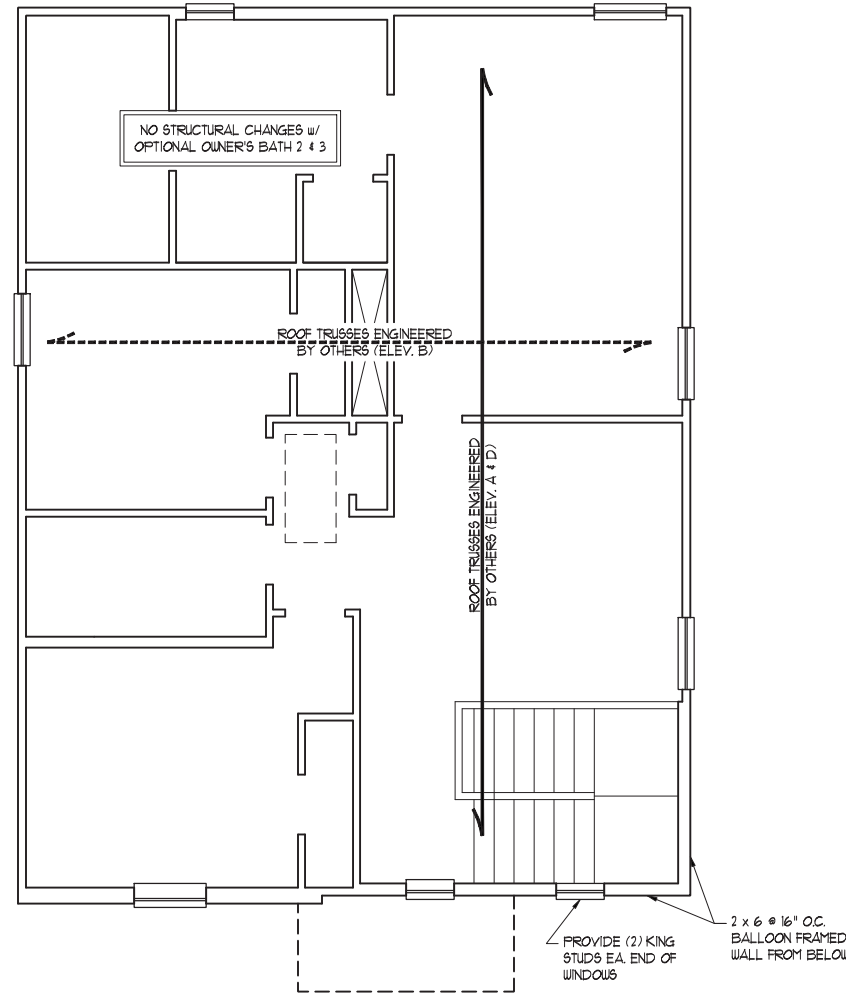 NO STRUCTURAL CHANGES w/
OPTIONAL OWNER'S BATH 2 & 3
ROOF TRUSSES ENGINEERED
BY OTHERS (ELEV. B)
ROOF TRUSSES ENGINEERED
BY OTHERS (ELEV. A & D)
2 x 6 @ 16" O.C.
BALLOON FRAMED
WALL FROM BELOW
PROVIDE (2) KING
STUDS EA. END OF
WINDOWS